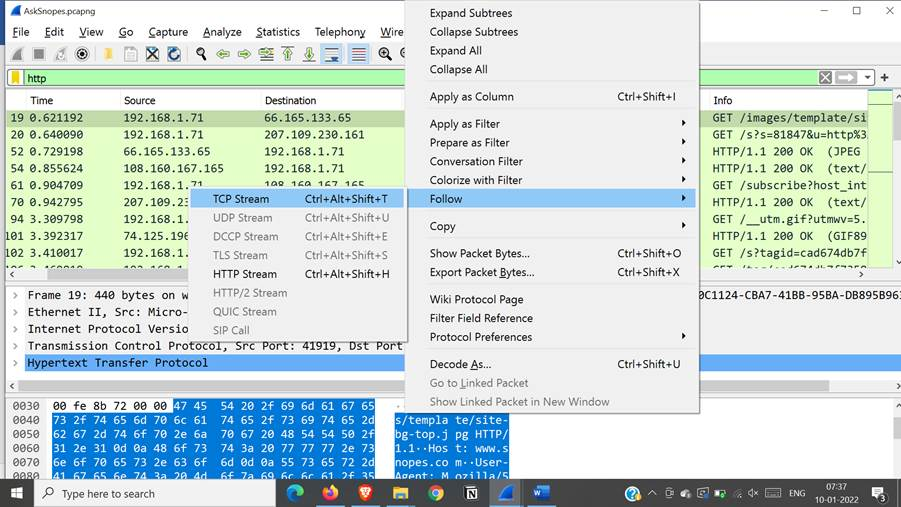 AskSnopes.pcapng
File Edit View Go Capture Analyze Statistics Telephony Wire
http
Time Source Destination Info
19 0.621192 192.168.1.71 66.165.133.65 GET /images/template/si
20 0.640090 192.168.1.71 207.109.230.161 GET /s?s=81847&u=http%3
52 0.729198 66.165.133.65 192.168.1.71 HTTP/1.1 200 OK (JPEG
54 0.855624 108.160.167.165 192.168.1.71 HTTP/1.1 200 OK (text/
61 0.904709 192.168.1.71 108.160.167.165 GET /subscribe?host_int
70 0.942795 207.109.23 HTTP/1.1 200 OK (text/
94 3.309798 192.168.1. GET /__utm.gif?utmwv=5.
101 3.392317 74.125.196 HTTP/1.1 200 OK (GIF89
102 3.410017 192.168.1. GET /s?tagid=cad674db7f
Expand Subtrees
Collapse Subtrees
Expand All
Collapse All
Apply as Column Ctrl+Shift+I
Apply as Filter
Prepare as Filter
Conversation Filter
Colorize with Filter
Follow
Copy
Show Packet Bytes... Ctrl+Shift+O
Export Packet Bytes... Ctrl+Shift+X
Wiki Protocol Page
Filter Field Reference
Protocol Preferences
Decode As... Ctrl+Shift+U
Go to Linked Packet
Show Linked Packet in New Window
TCP Stream Ctrl+Alt+Shift+T
UDP Stream Ctrl+Alt+Shift+U
DCCP Stream Ctrl+Alt+Shift+E
TLS Stream Ctrl+Alt+Shift+S
HTTP Stream Ctrl+Alt+Shift+H
HTTP/2 Stream
QUIC Stream
SIP Call
Frame 19: 440 bytes on w 0C1124-CBA7-41BB-95BA-DB895B961
Ethernet II, Src: Micro-
Internet Protocol Versio
Transmission Control Protocol, Src Port: 41919, Dst Port
Hypertext Transfer Protocol
0030 00 fe 8b 72 00 00 47 45 54 20 2f 69 6d 61 67 65
0040 73 2f 74 65 6d 70 6c 61 74 65 2f 73 69 74 65 2d s/templa te/site-
0050 62 67 2d 74 6f 70 2e 6a 70 67 20 48 54 54 50 2f bg-top.j pg HTTP/
0060 31 2e 31 0d 0a 48 6f 73 74 3a 20 77 77 77 2e 73 1.1··Hos t: www.s
0070 6e 6f 70 65 73 2e 63 6f 6d 0d 0a 55 73 65 72 2d nopes.co m··User-
0080 41 67 65 6e 74 3a 20 4d 6f 7a 69 6c 6c 61 2f 35 Agent: M ozilla/5
Type here to search
ENG
07:37
10-01-2022
3